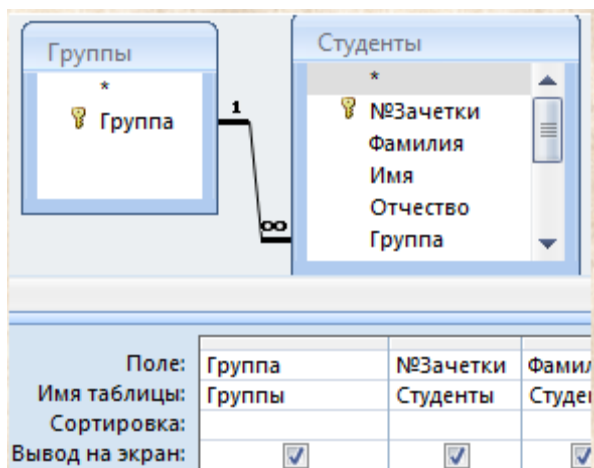 Группы
*
Группа
1
∞
Студенты
*
№Зачетки
Фамилия
Имя
Отчество
Группа
Поле: Группа №Зачетки
Имя таблицы: Группы Студенты
Сортировка:
Вывод на экран: